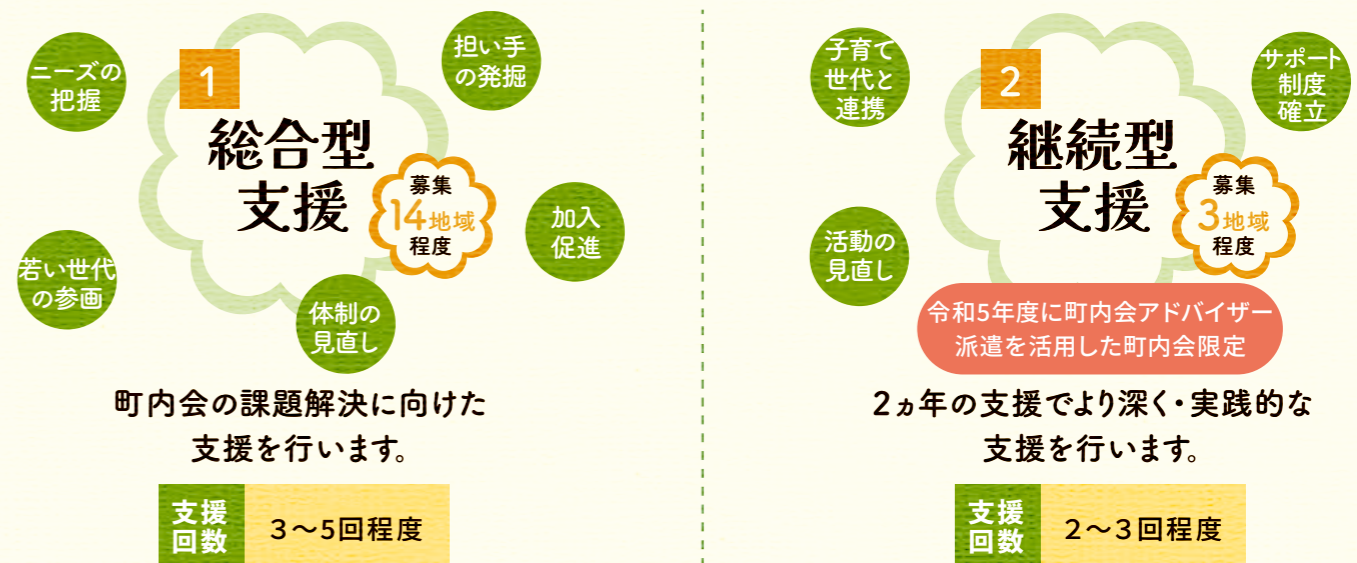 ニーズの
把握
1
担い手
の発掘
総合型
支援
募集
14地域
程度
加入
促進
若い世代
の参画
体制の
見直し
町内会の課題解決に向けた
支援を行います。
支援
回数
3〜5回程度
子育て
世代と
連携
2
サポート
制度
確立
継続型
支援
募集
3地域
程度
活動の
見直し
令和5年度に町内会アドバイザー
派遣を活用した町内会限定
2ヵ年の支援でより深く・実践的な
支援を行います。
支援
回数
2〜3回程度